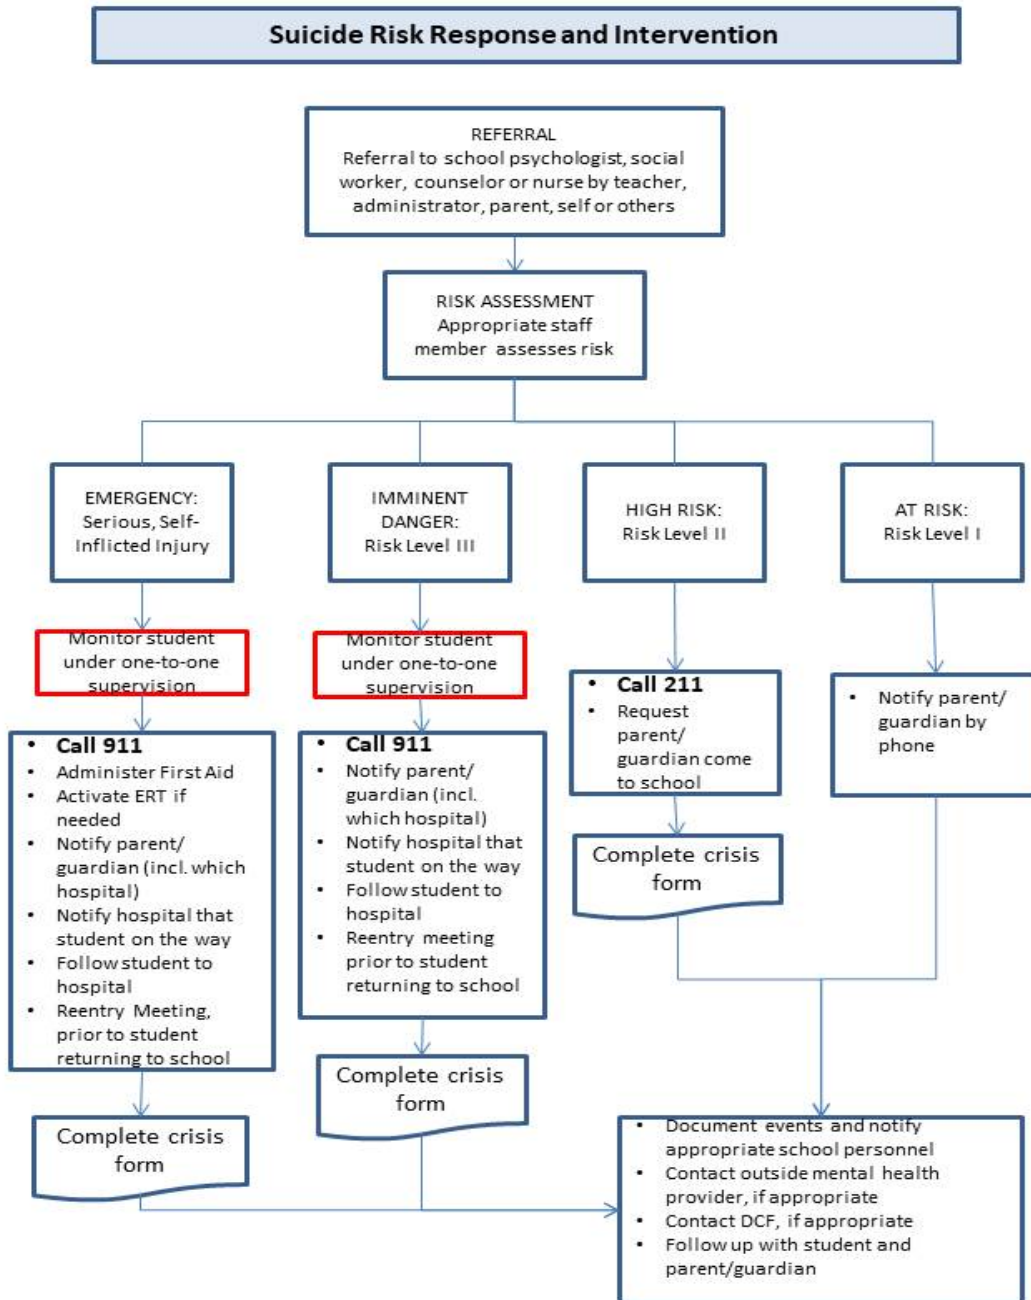 Suicide Risk Response and Intervention
REFERRAL
Referral to school psychologist, social
worker, counselor or nurse by teacher,
administrator, parent, self or others
RISK ASSESSMENT
Appropriate staff
member assesses risk
EMERGENCY:
Serious, Self-
Inflicted Injury
Monitor student
under one-to-one
supervision
• Call 911
• Administer First Aid
• Activate ERT if
needed
• Notify parent/
guardian (incl. which
hospital)
• Notify hospital that
student on the way
• Follow student to
hospital
• Reentry Meeting,
prior to student
returning to school
Complete crisis
form
IMMINENT
DANGER:
Risk Level III
Monitor student
under one-to-one
supervision
• Call 911
• Notify parent/
guardian (incl.
which hospital)
• Notify hospital that
student on the way
• Follow student to
hospital
• Reentry meeting
prior to student
returning to school
Complete crisis
form
HIGH RISK:
Risk Level II
• Call 211
• Request
parent/
guardian come
to school
Complete crisis
form
AT RISK:
Risk Level I
• Notify parent/
guardian by
phone
• Document events and notify
appropriate school personnel
• Contact outside mental health
provider, if appropriate
• Contact DCF, if appropriate
• Follow up with student and
parent/guardian